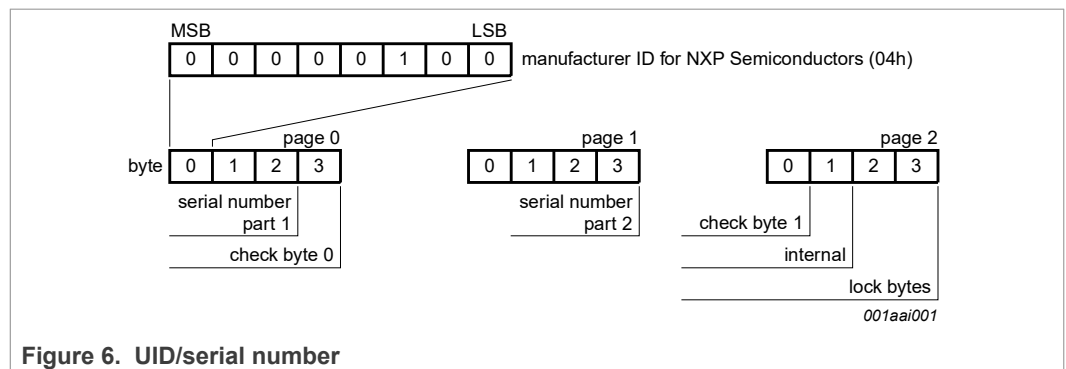 MSB LSB
0 0 0 0 0 1 0 0 manufacturer ID for NXP Semiconductors (04h)
page 0 page 1 page 2
byte 0 1 2 3 0 1 2 3 0 1 2 3
serial number serial number
part 1 part 2 check byte 1
check byte 0 internal
lock bytes
001aai001
Figure 6. UID/serial number